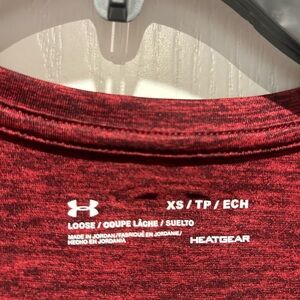 XS / TP / ECH
LOOSE / COUPE LÂCHE / SUELTO
MADE IN JORDAN/FABRIQUÉ EN JORDANIE/
HECHO EN JORDANIA
HEATGEAR